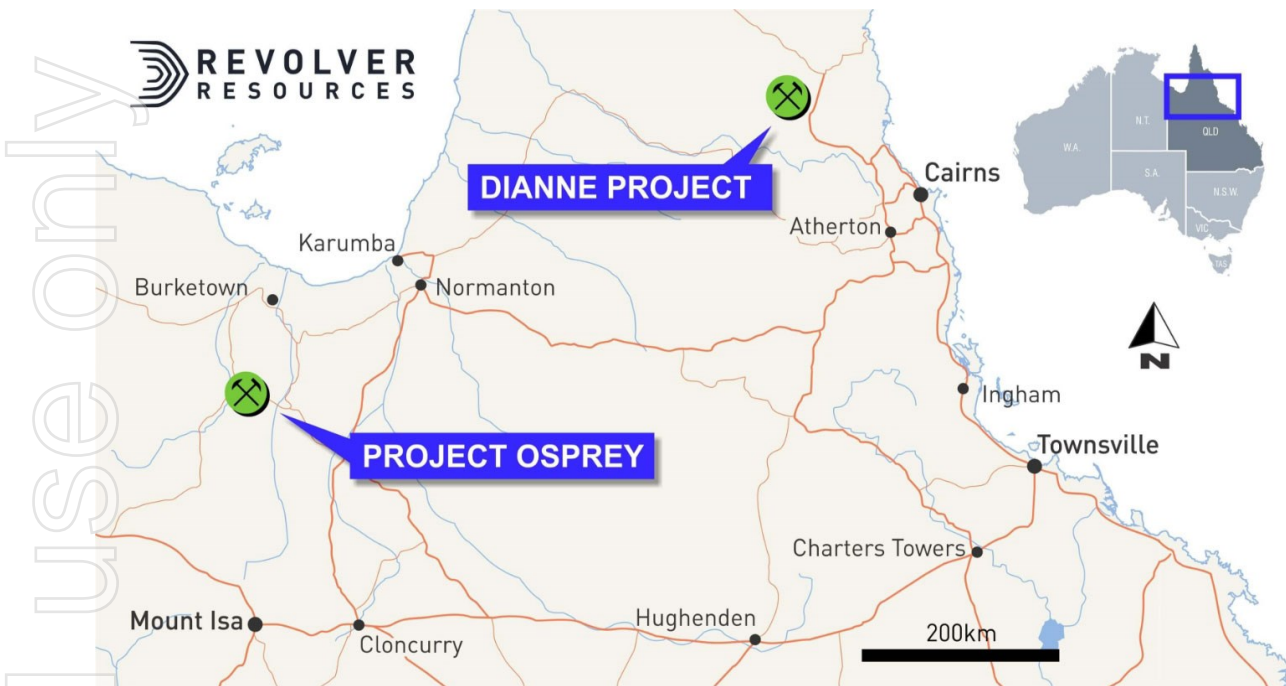 REVOLVER
RESOURCES
DIANNE PROJECT
Cairns
Atherton
Karumba
Burketown
Normanton
PROJECT OSPREY
Ingham
Townsville
Charters Towers
Mount Isa
Cloncurry
Hughenden
200km
W.A.
N.T.
QLD
S.A.
N.S.W.
VIC
TAS
N
l use only